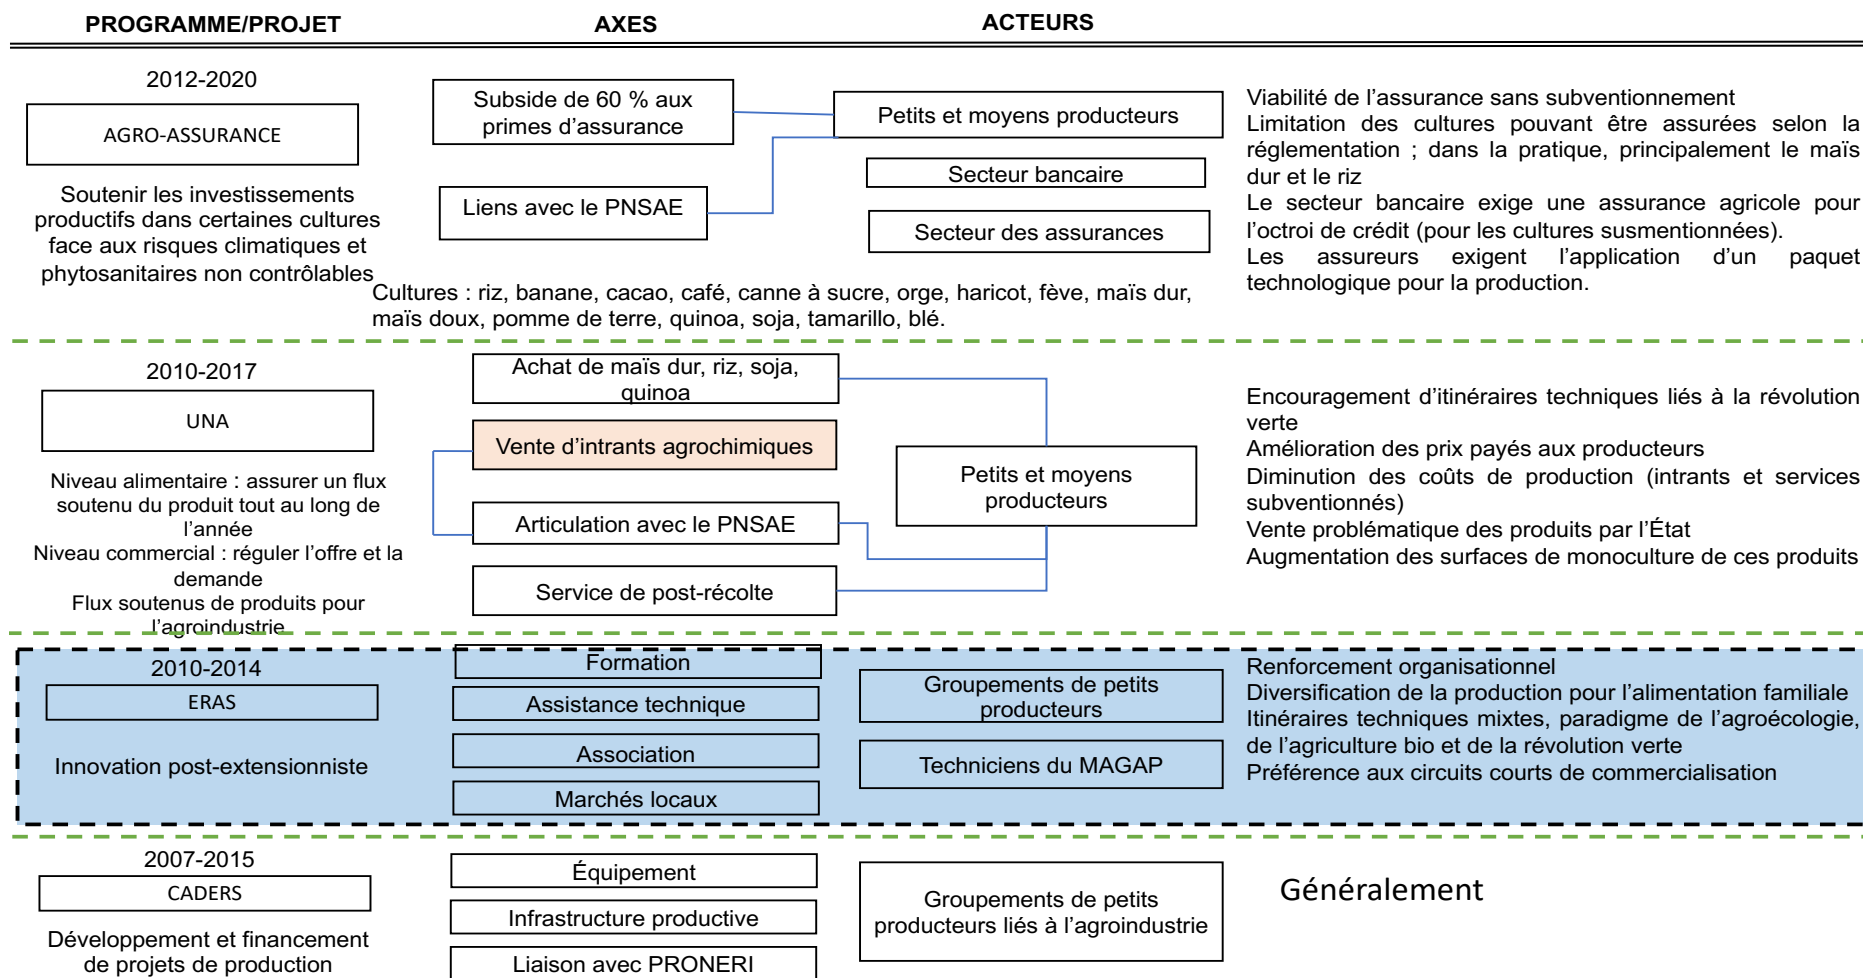 PROGRAMME/PROJET
AXES
ACTEURS
2012-2020
AGRO-ASSURANCE
Soutenir les investissements
productifs dans certaines cultures
face aux risques climatiques et
phytosanitaires non contrôlables
Subside de 60 % aux
primes d’assurance
Liens avec le PNSAE
Petits et moyens producteurs
Secteur bancaire
Secteur des assurances
Cultures : riz, banane, cacao, café, canne à sucre, orge, haricot, fève, maïs dur,
maïs doux, pomme de terre, quinoa, soja, tamarillo, blé.
Viabilité de l’assurance sans subventionnement
Limitation des cultures pouvant être assurées selon la
réglementation ; dans la pratique, principalement le maïs
dur et le riz
Le secteur bancaire exige une assurance agricole pour
l’octroi de crédit (pour les cultures susmentionnées).
Les assureurs exigent l’application d’un paquet
technologique pour la production.
2010-2017
UNA
Niveau alimentaire : assurer un flux
soutenu du produit tout au long de
l’année
Niveau commercial : réguler l’offre et la
demande
Flux soutenus de produits pour
l’agroindustrie
Achat de maïs dur, riz, soja,
quinoa
Vente d’intrants agrochimiques
Articulation avec le PNSAE
Service de post-récolte
Petits et moyens
producteurs
Encouragement d’itinéraires techniques liés à la révolution
verte
Amélioration des prix payés aux producteurs
Diminution des coûts de production (intrants et services
subventionnés)
Vente problématique des produits par l’État
Augmentation des surfaces de monoculture de ces produits
2010-2014
ERAS
Innovation post-extensionniste
Formation
Assistance technique
Association
Marchés locaux
Groupements de petits
producteurs
Techniciens du MAGAP
Renforcement organisationnel
Diversification de la production pour l’alimentation familiale
Itinéraires techniques mixtes, paradigme de l’agroécologie,
de l’agriculture bio et de la révolution verte
Préférence aux circuits courts de commercialisation
2007-2015
CADERS
Développement et financement
de projets de production
Équipement
Infrastructure productive
Liaison avec PRONERI
Groupements de petits
producteurs liés à l’agroindustrie
Généralement